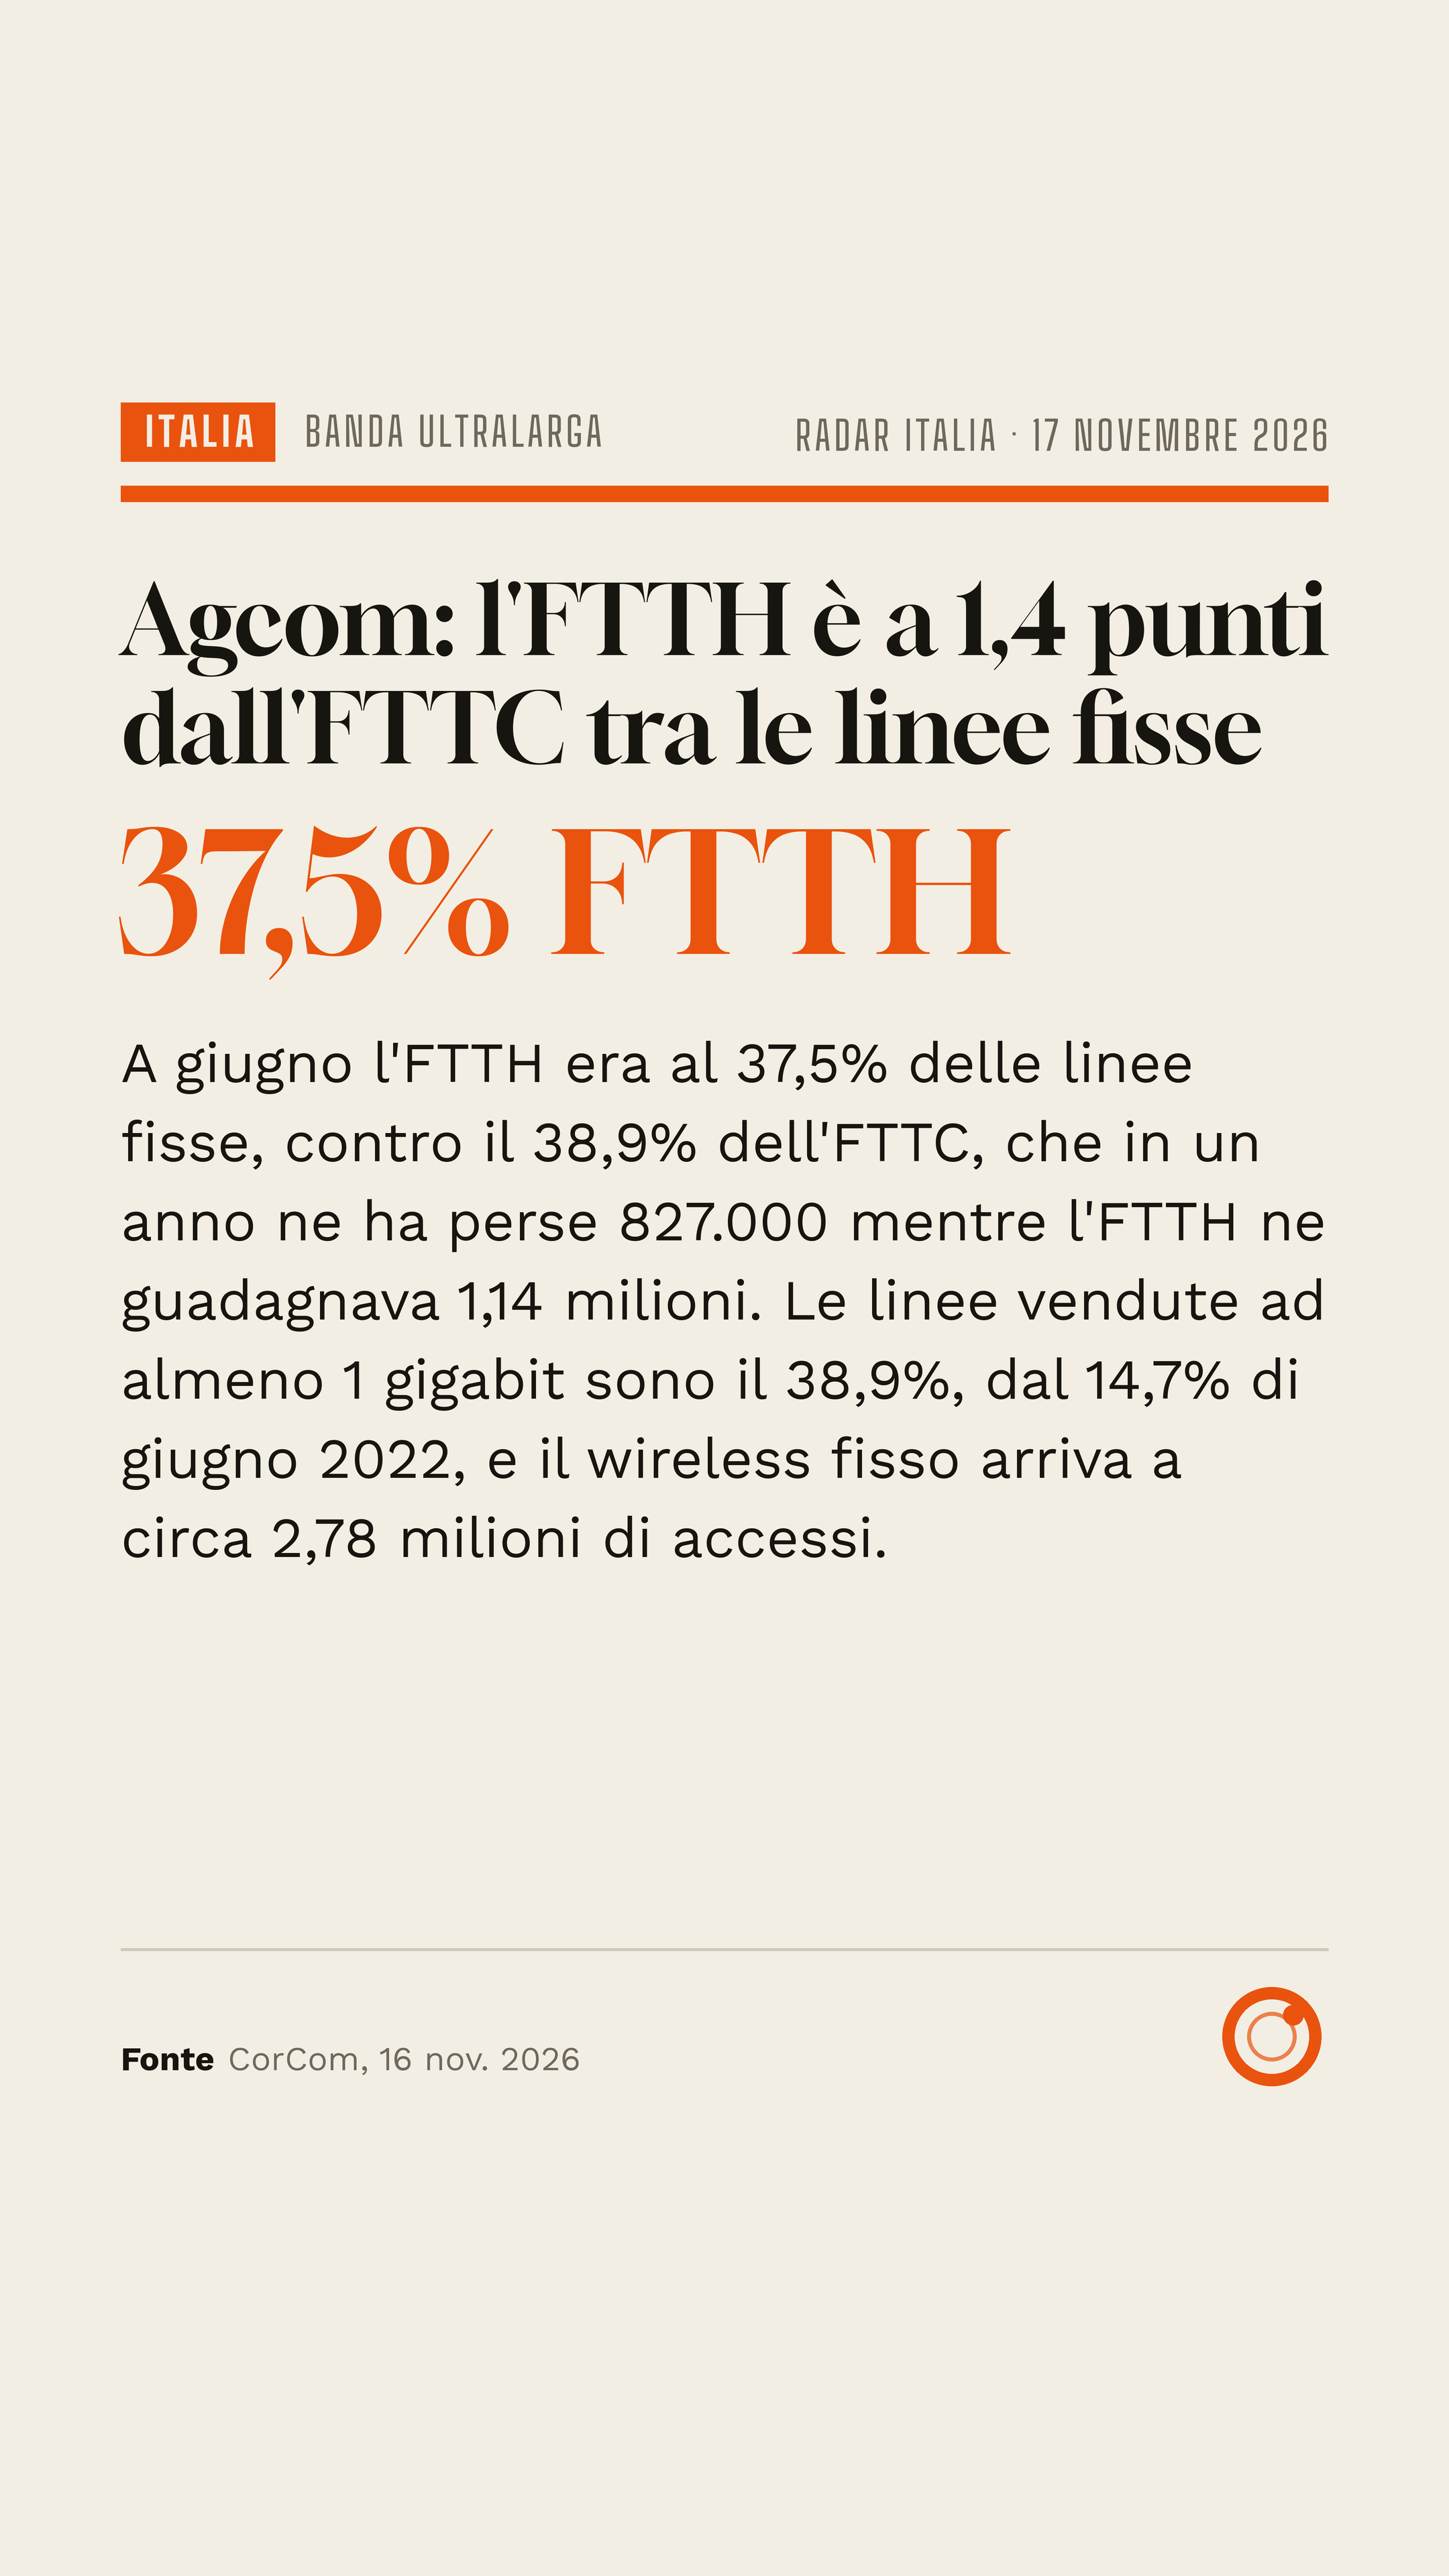 ITALIA BANDA ULTRALARGA RADAR ITALIA · 17 NOVEMBRE 2026
Agcom: l'FTTH è a 1,4 punti
dall'FTTC tra le linee fisse
37,5% FTTH
A giugno l'FTTH era al 37,5% delle linee
fisse, contro il 38,9% dell'FTTC, che in un
anno ne ha perse 827.000 mentre l'FTTH ne
guadagnava 1,14 milioni. Le linee vendute ad
almeno 1 gigabit sono il 38,9%, dal 14,7% di
giugno 2022, e il wireless fisso arriva a
circa 2,78 milioni di accessi.
Fonte CorCom, 16 nov. 2026